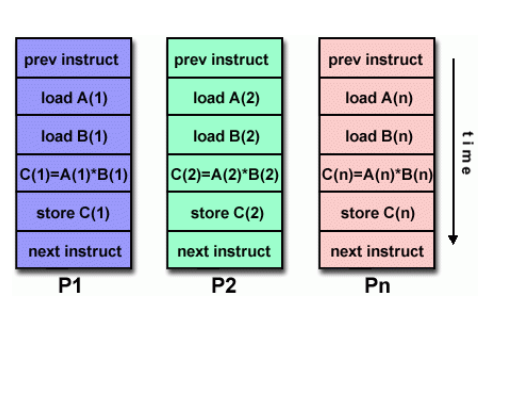 prev instruct
load A(1)
load B(1)
C(1)=A(1)*B(1)
store C(1)
next instruct
P1
prev instruct
load A(2)
load B(2)
C(2)=A(2)*B(2)
store C(2)
next instruct
P2
prev instruct
load A(n)
load B(n)
C(n)=A(n)*B(n)
store C(n)
next instruct
Pn
time